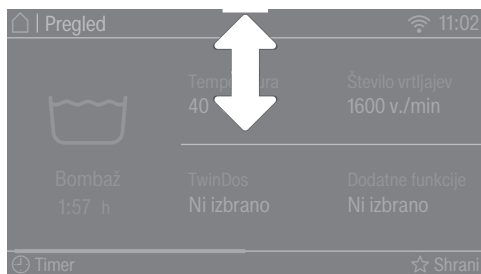 Pregled
11:02
Temperatura
40
Število vrtljajev
1600 v./min
Bombaž
1:57 h
TwinDos
Ni izbrano
Dodatne funkcije
Ni izbrano
Timer
Shrani